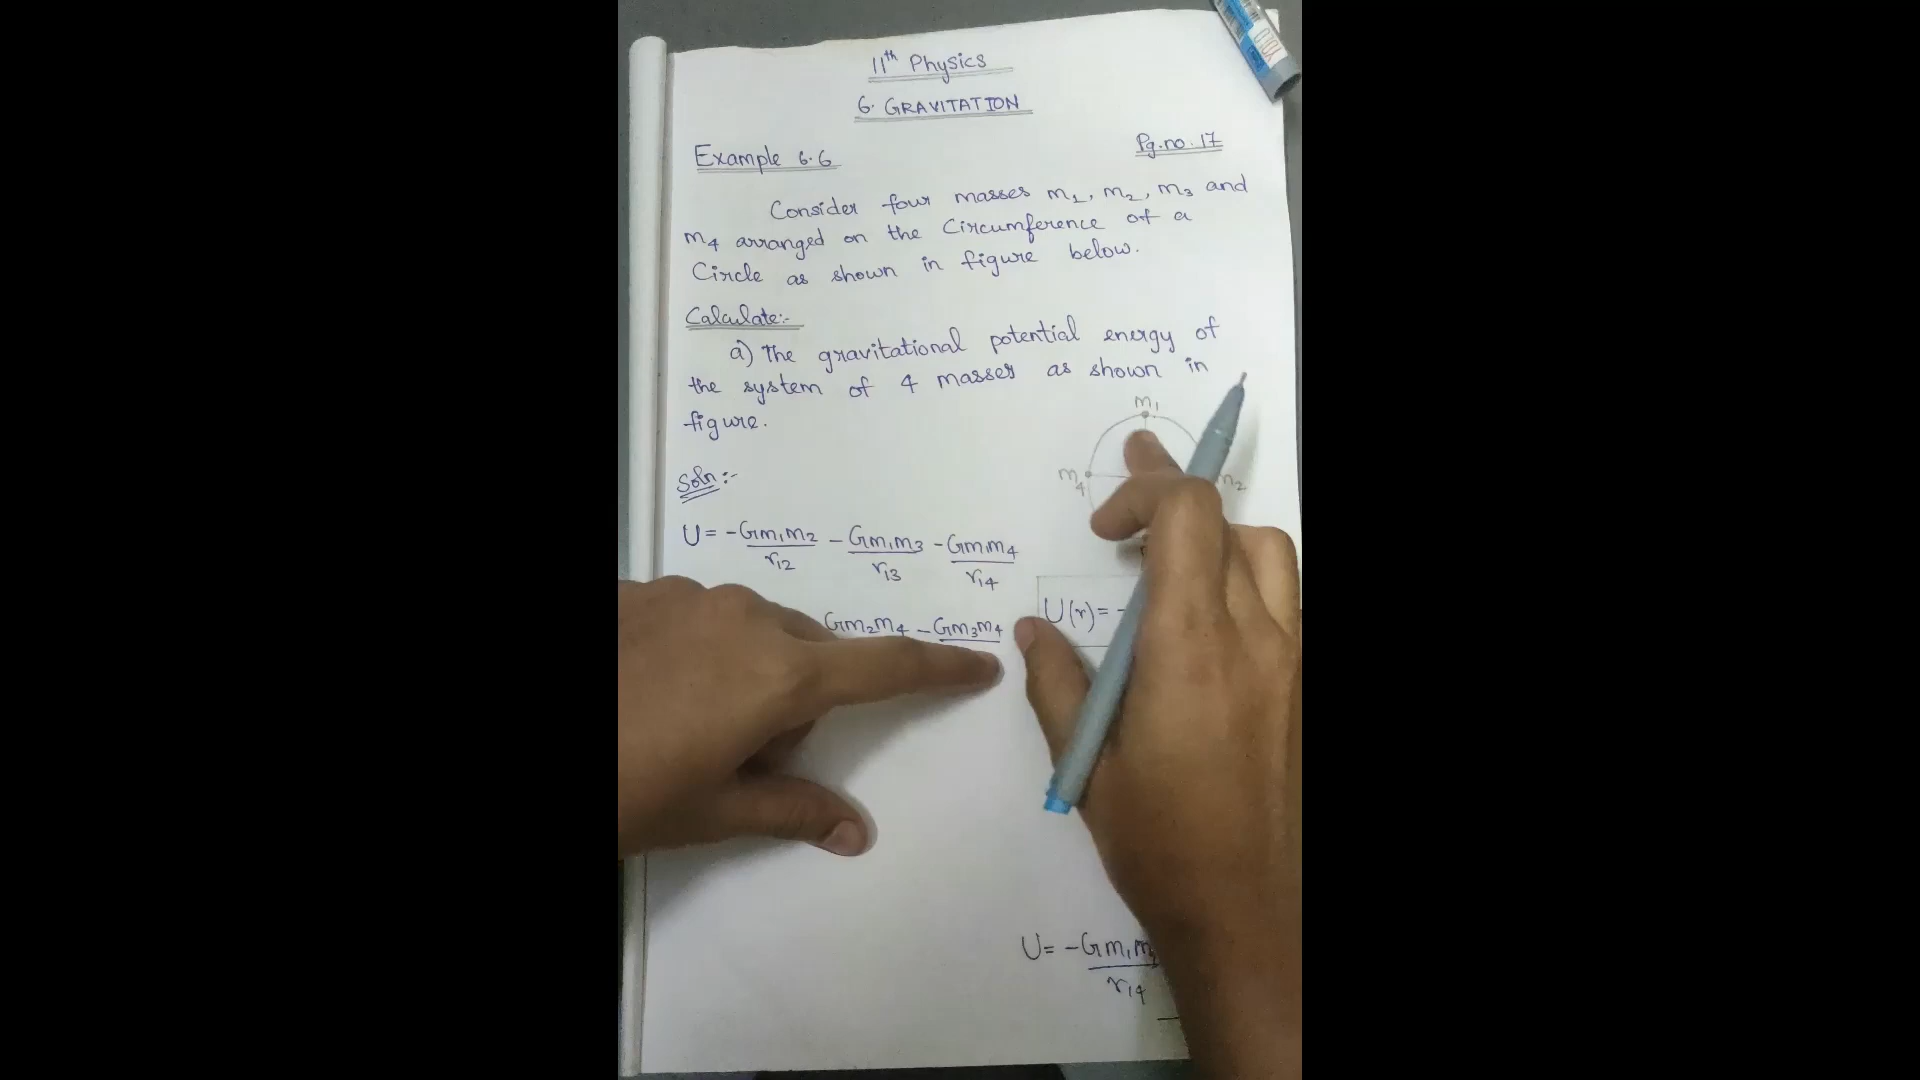 11th Physics
6. GRAVITATION
Example 6.6
Pg.no. 17
Consider four masses m1, m2, m3 and
m4 arranged on the Circumference of a
Circle as shown in figure below.
Calculate:-
a) The gravitational potential energy of
the system of 4 masses as shown in
figure.
m1
m4
m2
Soln:-
U = -Gm1m2/r12 - Gm1m3/r13 - Gm1m4/r14
Gm2m4 - Gm3m4
U(r) = -
U = -Gm1m
r14